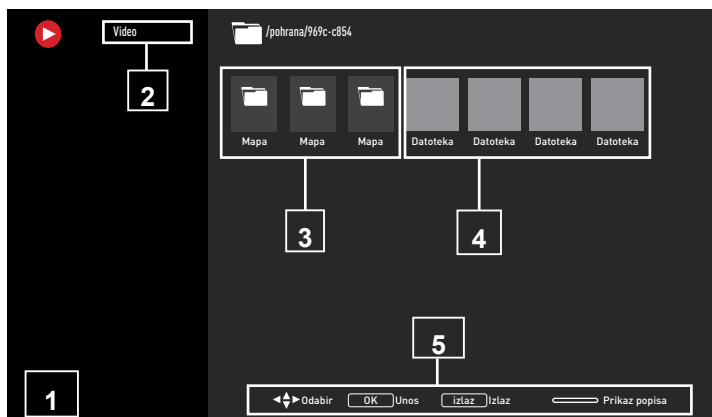 Video
/pohrana/969c-c854
2
Mapa Mapa Mapa Datoteka Datoteka Datoteka Datoteka
3 4
5
1
Odabir OK Unos izlaz Izlaz Prikaz popisa